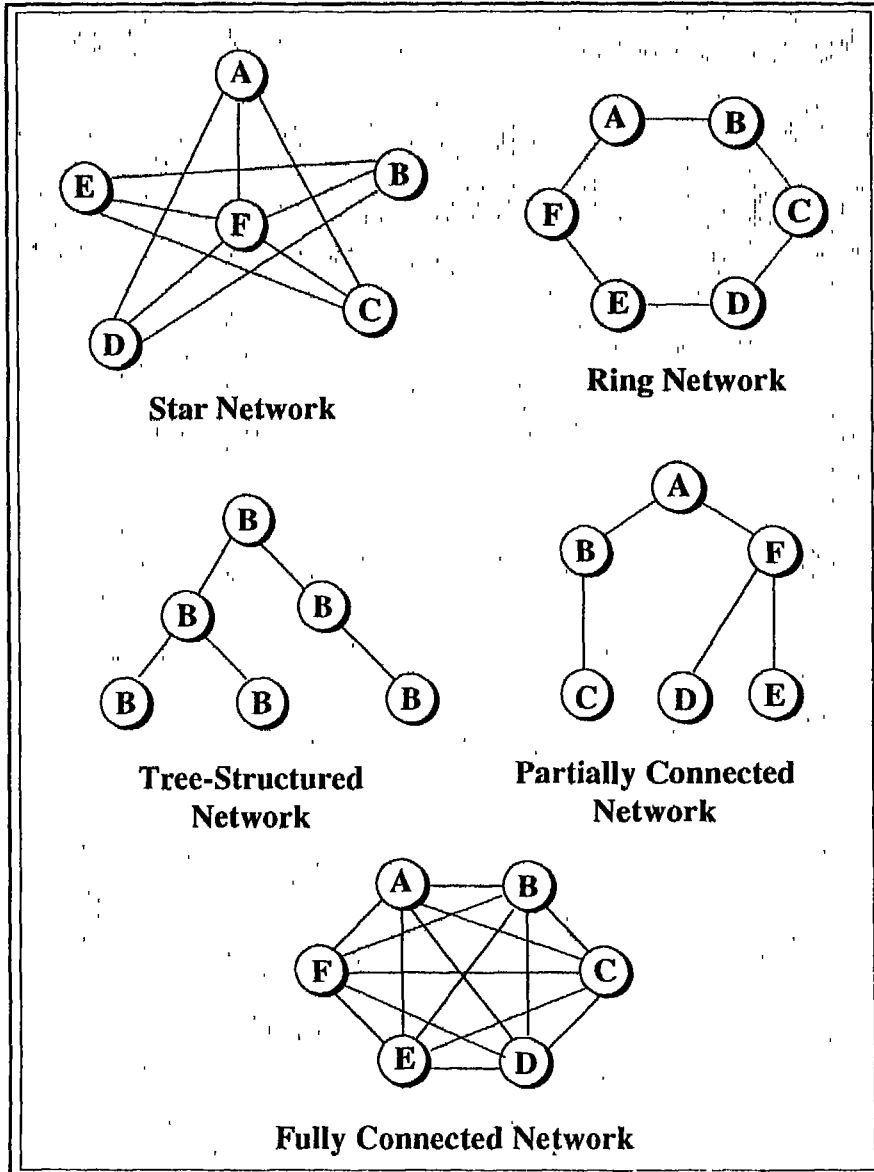 A
E
B
F
D
C
Star Network
A
B
F
C
E
D
Ring Network
B
B
B
B
B
B
Tree-Structured
Network
A
B
F
C
D
E
Partially Connected
Network
A
B
F
C
E
D
Fully Connected Network